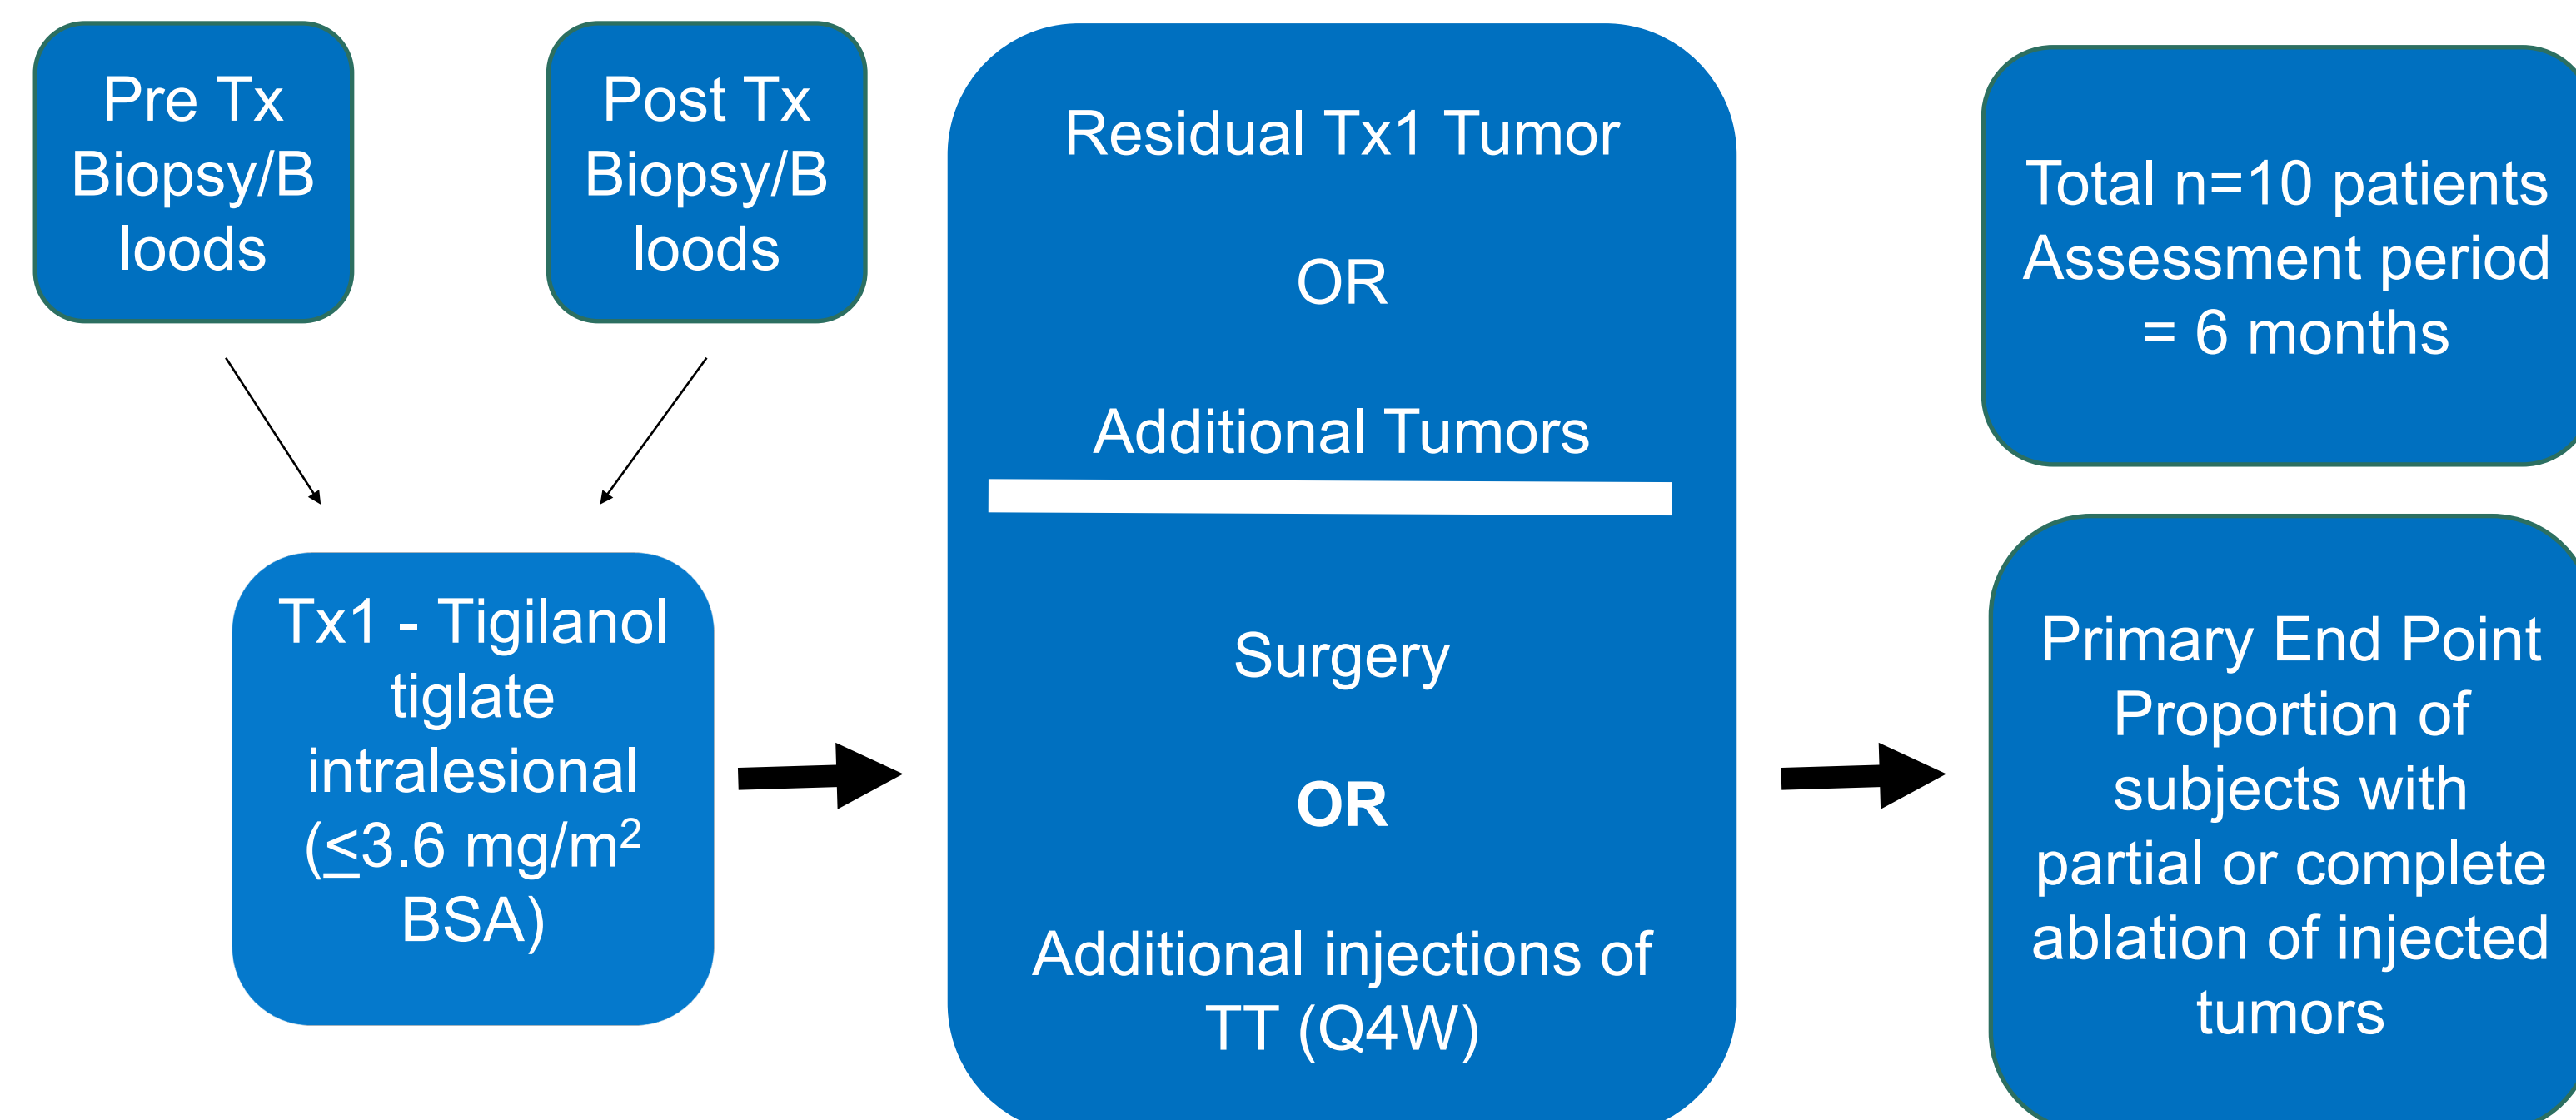 Pre Tx
Biopsy/B
loods
Post Tx
Biopsy/B
loods
Tx1 - Tigilanol
tiglate
intralesional
(≤3.6 mg/m²
BSA)
Residual Tx1 Tumor
OR
Additional Tumors
Surgery
OR
Additional injections of
TT (Q4W)
Total n=10 patients
Assessment period
= 6 months
Primary End Point
Proportion of
subjects with
partial or complete
ablation of injected
tumors